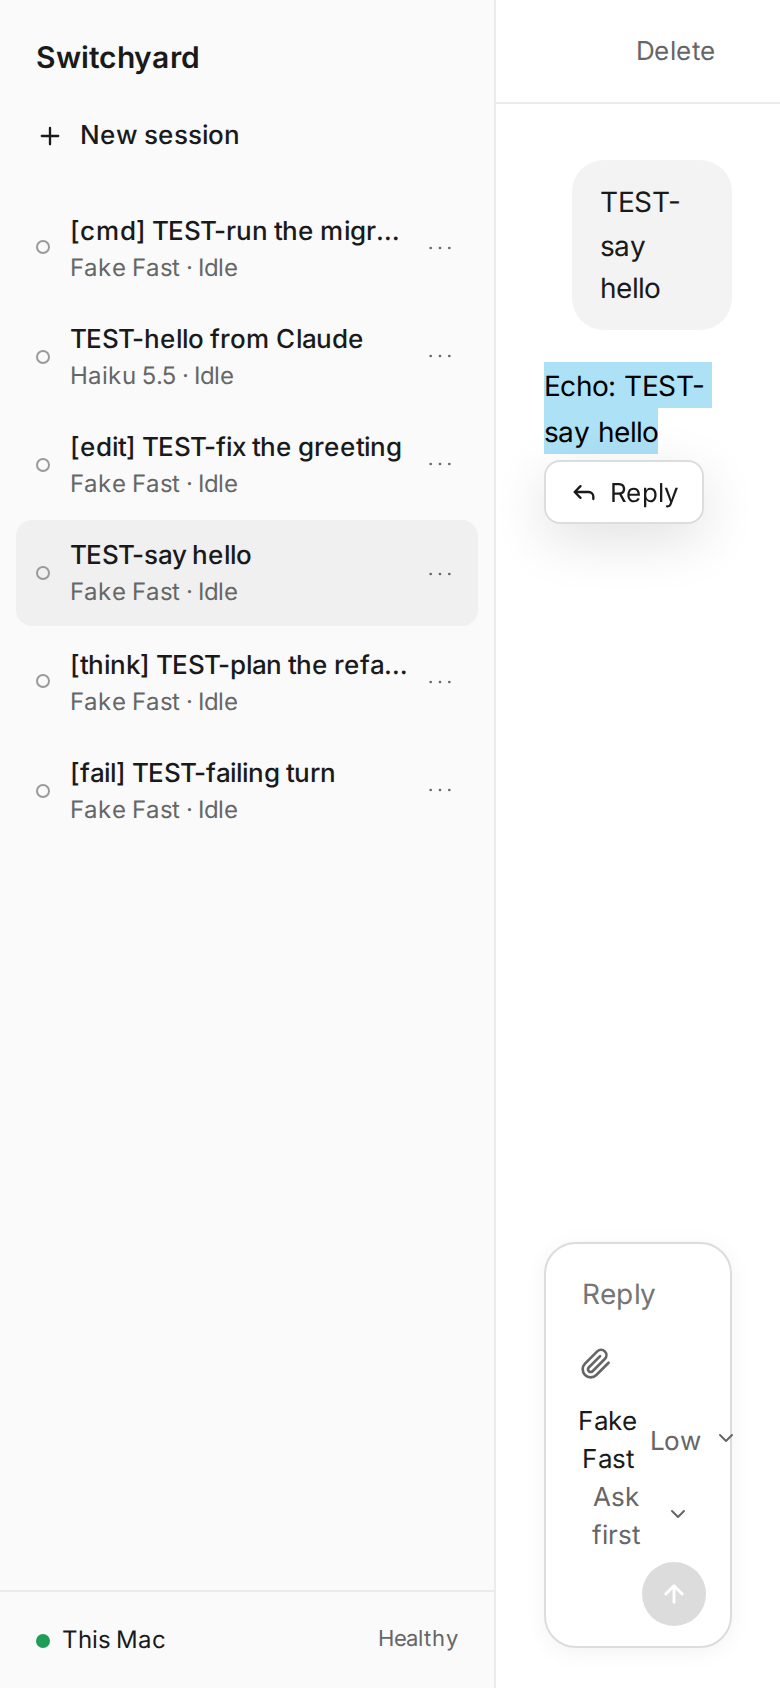 Switchyard
New session
[cmd] TEST-run the migr...
Fake Fast · Idle
TEST-hello from Claude
Haiku 5.5 · Idle
[edit] TEST-fix the greeting
Fake Fast · Idle
TEST-say hello
Fake Fast · Idle
[think] TEST-plan the refa...
Fake Fast · Idle
[fail] TEST-failing turn
Fake Fast · Idle
This Mac
Healthy
Delete
TEST-
say
hello
Echo: TEST-
say hello
Reply
Reply
Fake
Fast
Low
Ask
first